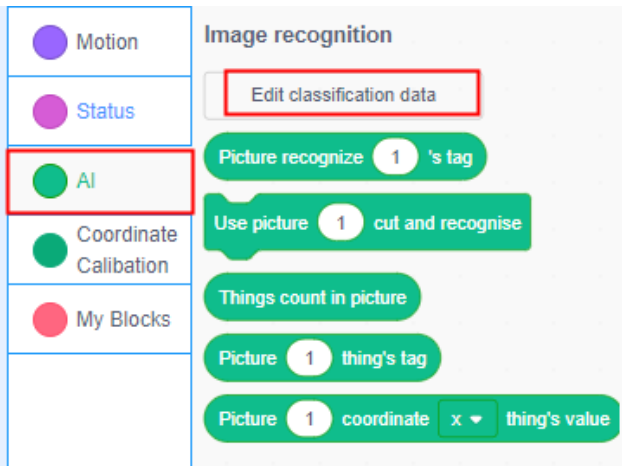 Motion
Status
AI
Coordinate
Calibation
My Blocks
Image recognition
Edit classification data
Picture recognize 1 's tag
Use picture 1 cut and recognise
Things count in picture
Picture 1 thing's tag
Picture 1 coordinate x thing's value